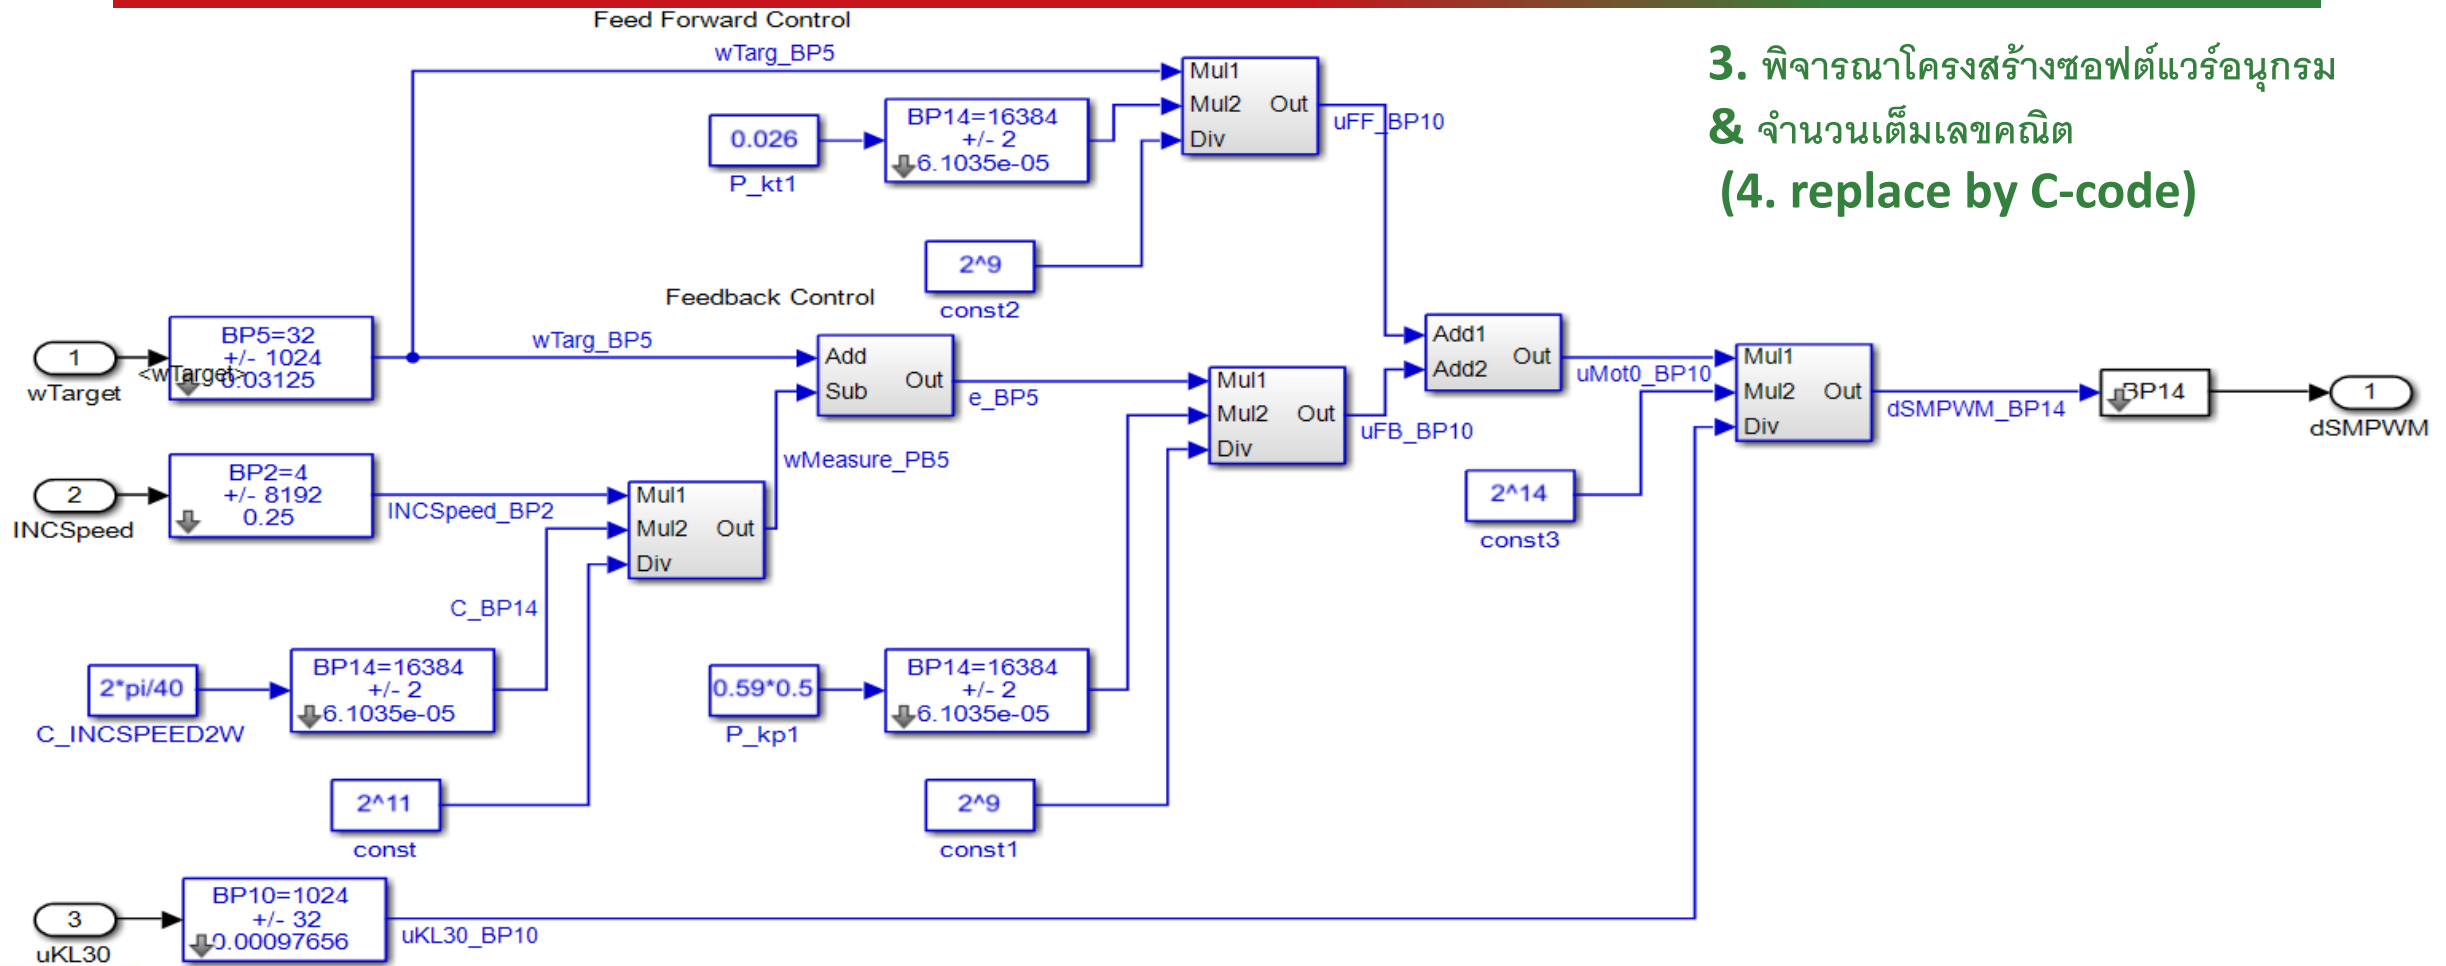 Feed Forward Control
3. พิจารณาโครงสร้างซอฟต์แวร์อนุกรม
& จำนวนเต็มเลขคณิต
(4. replace by C-code)
wTarg_BP5
Mul1
Mul2
Div
Out
uFF_BP10
0.026
P_kt1
BP14=16384
+/- 2
6.1035e-05
2^9
const2
Feedback Control
1
wTarget
<wTarget>
BP5=32
+/- 1024
0.03125
wTarg_BP5
Add
Sub
Out
e_BP5
Mul1
Mul2
Div
Out
uFB_BP10
Add1
Add2
Out
uMot0_BP10
Mul1
Mul2
Div
Out
dSMPWM_BP14
BP14
1
dSMPWM
2
INCSpeed
BP2=4
+/- 8192
0.25
INCSpeed_BP2
Mul1
Mul2
Div
Out
wMeasure_PB5
2^14
const3
C_BP14
2*pi/40
C_INCSPEED2W
BP14=16384
+/- 2
6.1035e-05
0.59*0.5
P_kp1
BP14=16384
+/- 2
6.1035e-05
2^11
const
2^9
const1
3
uKL30
BP10=1024
+/- 32
0.00097656
uKL30_BP10